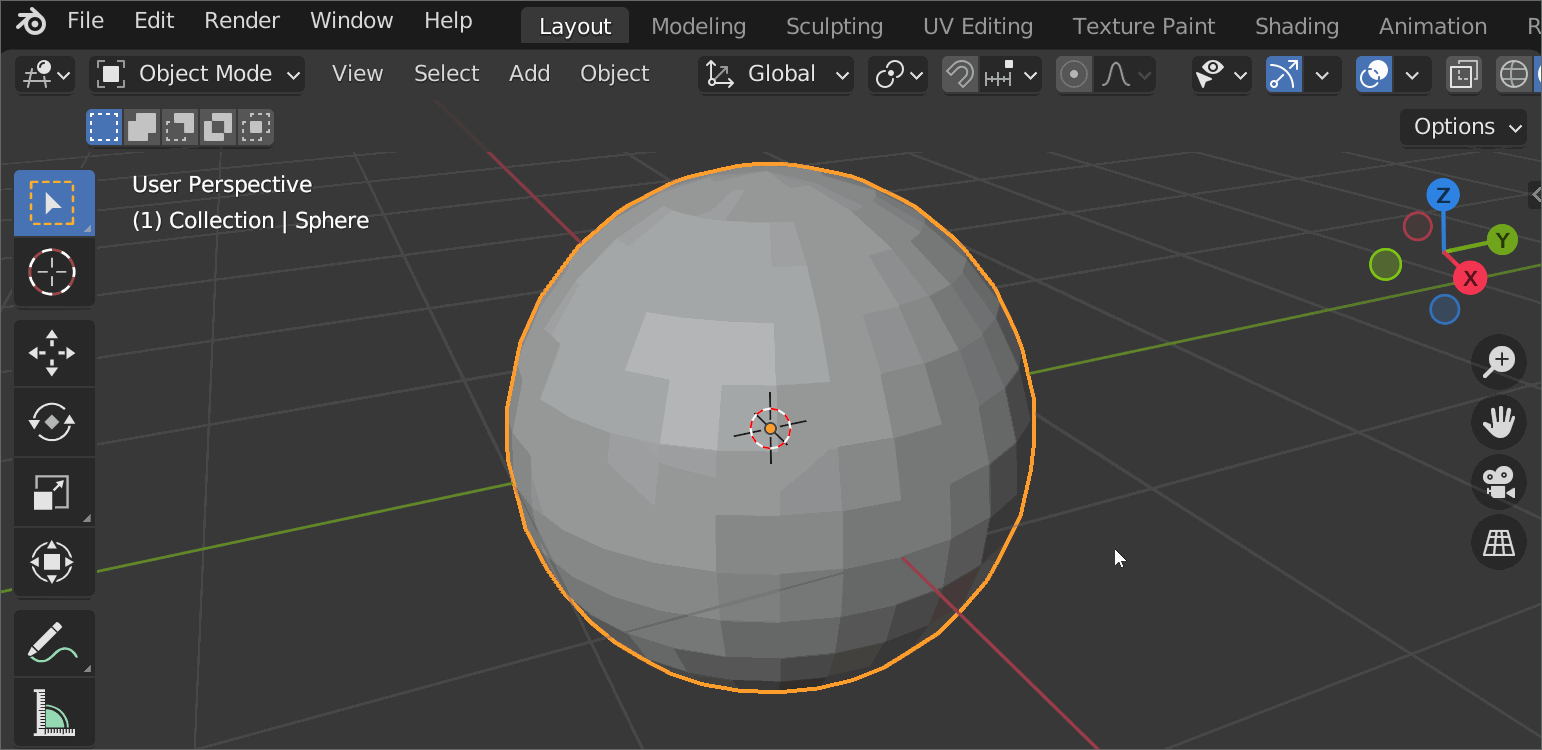 File Edit Render Window Help Layout Modeling Sculpting UV Editing Texture Paint Shading Animation R
Object Mode View Select Add Object Global
Options
User Perspective
(1) Collection | Sphere
Z
Y
X